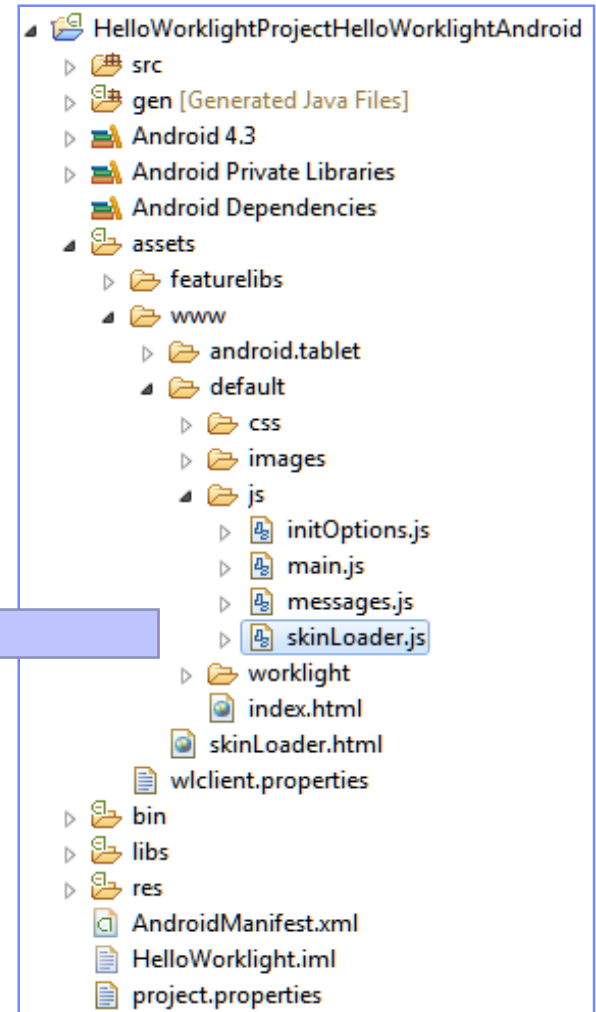 HelloWorklightProjectHelloWorklightAndroid
src
gen [Generated Java Files]
Android 4.3
Android Private Libraries
Android Dependencies
assets
featurelibs
www
android.tablet
default
css
images
js
initOptions.js
main.js
messages.js
skinLoader.js
worklight
index.html
skinLoader.html
wlclient.properties
bin
libs
res
AndroidManifest.xml
HelloWorklight.iml
project.properties